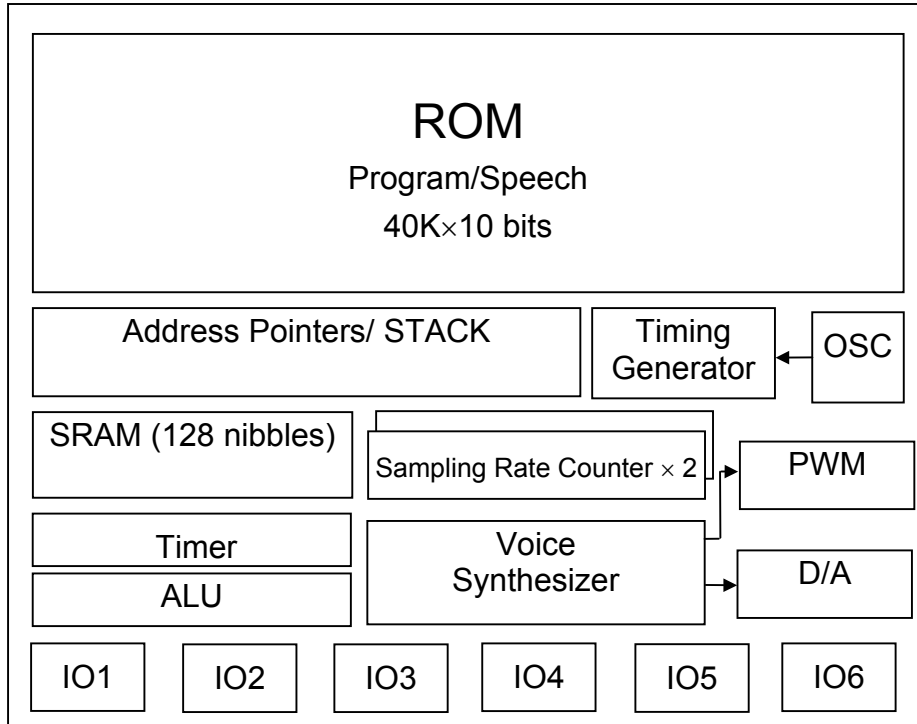 ROM
Program/Speech
40K×10 bits
Address Pointers/ STACK
Timing
Generator
OSC
SRAM (128 nibbles)
Sampling Rate Counter × 2
PWM
Timer
Voice
Synthesizer
D/A
ALU
IO1
IO2
IO3
IO4
IO5
IO6